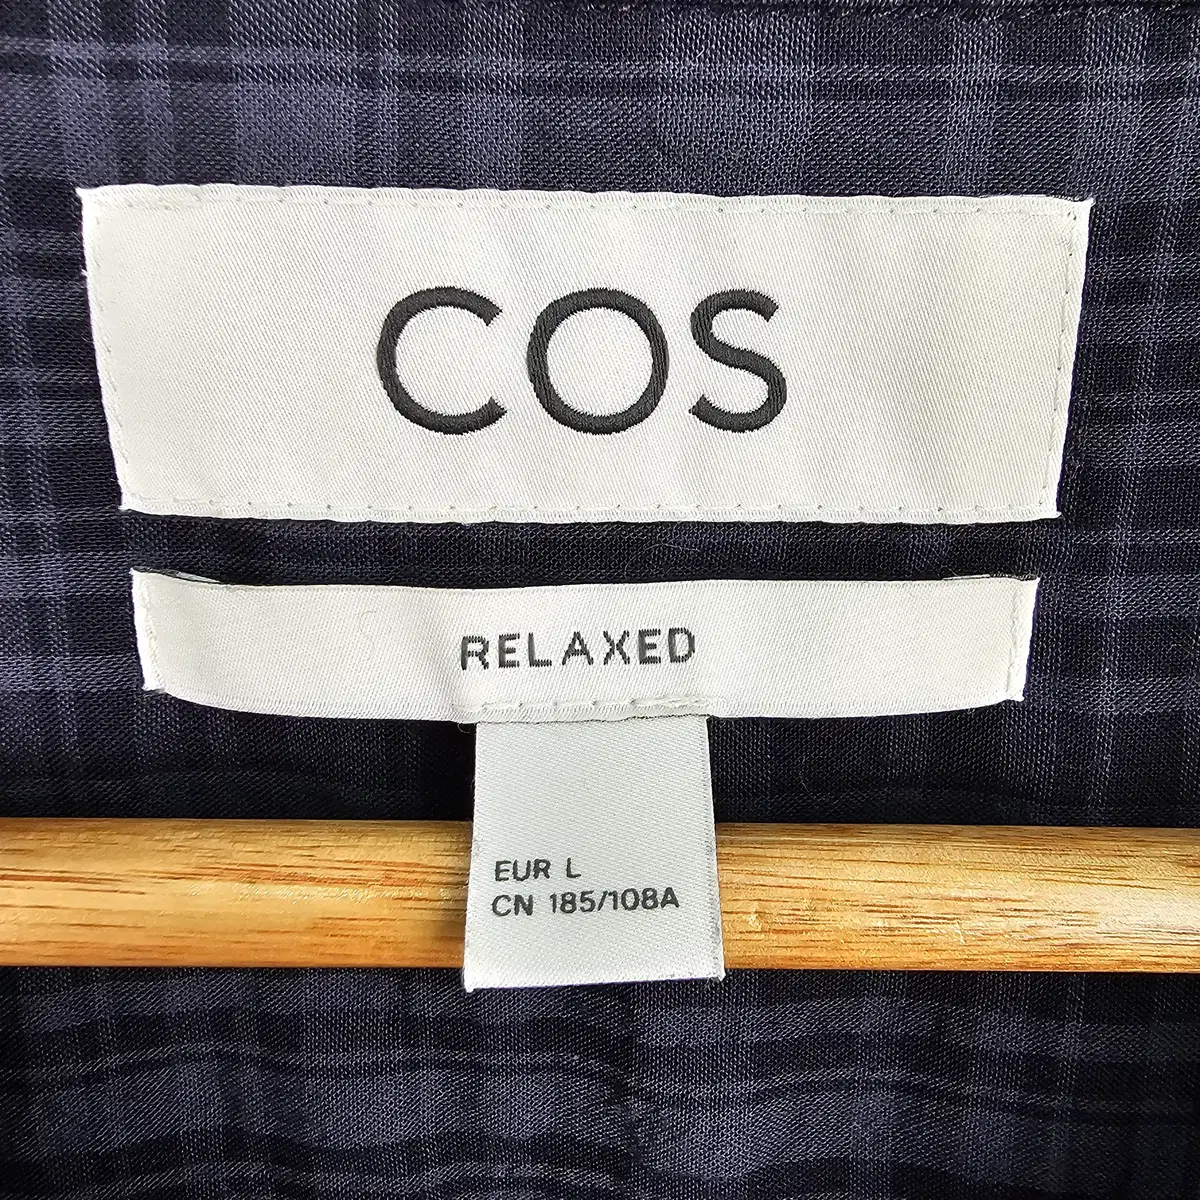 COS
RELAXED
EUR L
CN 185/108A